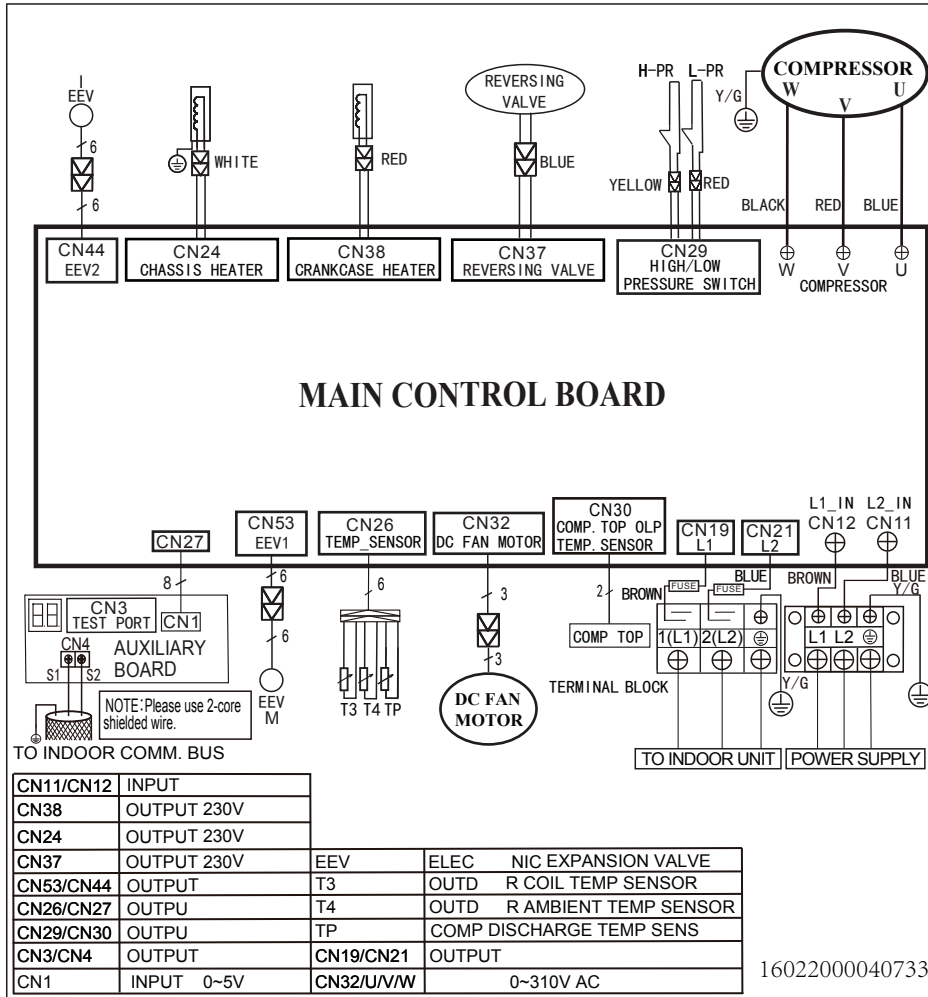 I
EEV
6
6
WHITE
RED
REVERSING
VALVE
BLUE
H-PR L-PR
YELLOW
RED
Y/G
COMPRESSOR
W V U
BLACK RED BLUE
CN44
EEV2
CN24
CHASSIS HEATER
CN38
CRANKCASE HEATER
CN37
REVERSING VALVE
CN29
HIGH/LOW
PRESSURE SWITCH
W V U
COMPRESSOR
MAIN CONTROL BOARD
CN27
CN53
EEV1
CN26
TEMP_SENSOR
CN32
DC FAN MOTOR
CN30
COMP. TOP OLP
TEMP. SENSOR
CN19
L1
CN21
L2
L1_IN
CN12
L2_IN
CN11
8
6
6
6
3
3
2
BROWN
FUSE
FUSE
BLUE
BROWN
BLUE
Y/G
CN3
TEST PORT
CN1
CN4
S1 S2
AUXILIARY
BOARD
NOTE:Please use 2-core
shielded wire.
TO INDOOR COMM. BUS
EEV
M
T3 T4 TP
DC FAN
MOTOR
COMP TOP
1(L1) 2(L2)
TERMINAL BLOCK
Y/G
L1 L2
TO INDOOR UNIT
POWER SUPPLY
CN11/CN12 INPUT
CN38 OUTPUT 230V
CN24 OUTPUT 230V
CN37 OUTPUT 230V EEV ELEC NIC EXPANSION VALVE
CN53/CN44 OUTPUT T3 OUTD R COIL TEMP SENSOR
CN26/CN27 OUTPU T4 OUTD R AMBIENT TEMP SENSOR
CN29/CN30 OUTPU TP COMP DISCHARGE TEMP SENS
CN3/CN4 OUTPUT CN19/CN21 OUTPUT
CN1 INPUT 0~5V CN32/U/V/W 0~310V AC
16022000040733